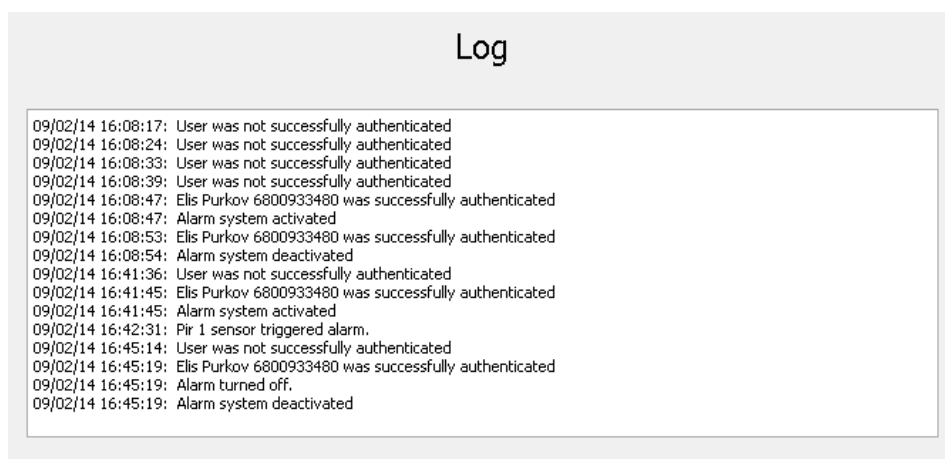 Log
09/02/14 16:08:17: User was not successfully authenticated
09/02/14 16:08:24: User was not successfully authenticated
09/02/14 16:08:33: User was not successfully authenticated
09/02/14 16:08:39: User was not successfully authenticated
09/02/14 16:08:47: Elis Purkov 6800933480 was successfully authenticated
09/02/14 16:08:47: Alarm system activated
09/02/14 16:08:53: Elis Purkov 6800933480 was successfully authenticated
09/02/14 16:08:54: Alarm system deactivated
09/02/14 16:41:36: User was not successfully authenticated
09/02/14 16:41:45: Elis Purkov 6800933480 was successfully authenticated
09/02/14 16:41:45: Alarm system activated
09/02/14 16:42:31: Pir 1 sensor triggered alarm.
09/02/14 16:45:14: User was not successfully authenticated
09/02/14 16:45:19: Elis Purkov 6800933480 was successfully authenticated
09/02/14 16:45:19: Alarm turned off.
09/02/14 16:45:19: Alarm system deactivated